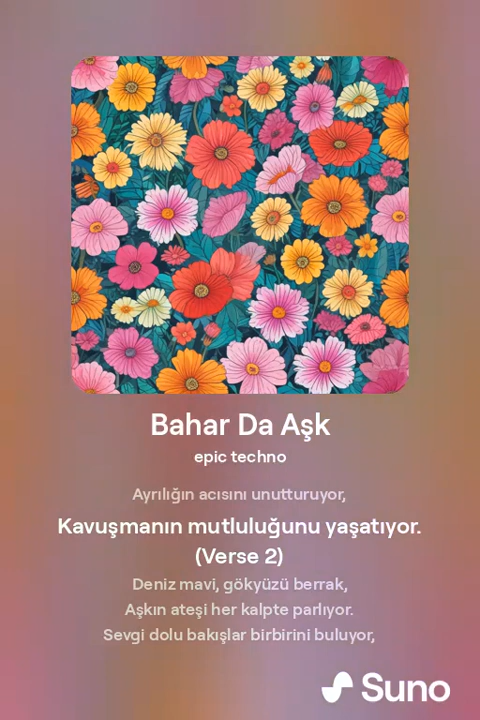 Bahar Da Aşk
epic techno
Ayrılığın acısını unutturuyor,
Kavuşmanın mutluluğunu yaşatıyor.
(Verse 2)
Deniz mavi, gökyüzü berrak,
Aşkın ateşi her kalpte parlıyor.
Sevgi dolu bakışlar birbirini buluyor,
Suno